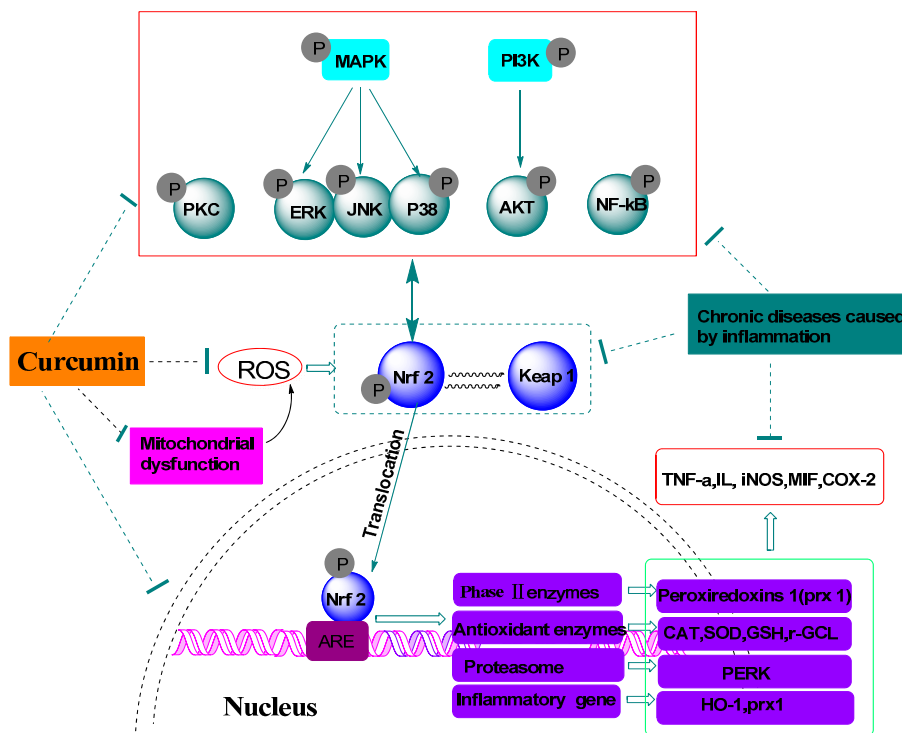 P
MAPK
PI3K
P
P
PKC
P
ERK
P
JNK
P
P38
P
AKT
P
NF-kB
Chronic diseases caused
by inflammation
Curcumin
ROS
Nrf 2
P
Keap 1
Mitochondrial
dysfunction
Translocation
TNF-a,IL, iNOS,MIF,COX-2
P
Nrf 2
ARE
Phase Ⅱ enzymes
Peroxiredoxins 1(prx 1)
Antioxidant enzymes
CAT,SOD,GSH,r-GCL
Proteasome
PERK
Inflammatory gene
HO-1,prx1
Nucleus